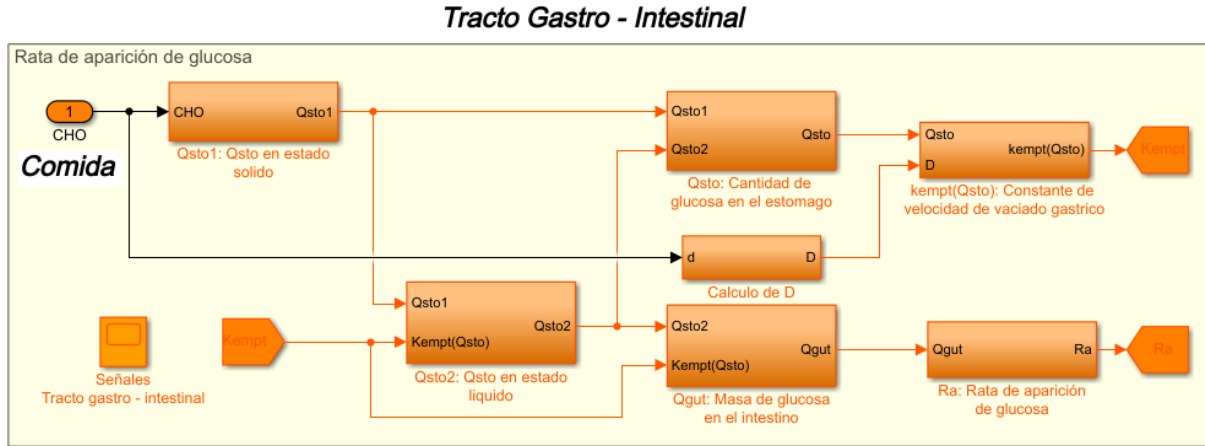 Tracto Gastro - Intestinal
Rata de aparición de glucosa
1
CHO
Comida
CHO
Qsto1
Qsto1: Qsto en estado
solido
Qsto1
Qsto2
Qsto
Qsto: Cantidad de
glucosa en el estomago
Qsto
D
kempt(Qsto)
kempt(Qsto): Constante de
velocidad de vaciado gastrico
Kempt
d
D
Calculo de D
Señales
Tracto gastro - intestinal
Kempt
Qsto1
Kempt(Qsto)
Qsto2
Qsto2: Qsto en estado
liquido
Qsto2
Kempt(Qsto)
Qgut
Qgut: Masa de glucosa
en el intestino
Qgut
Ra
Ra: Rata de aparición
de glucosa
Ra